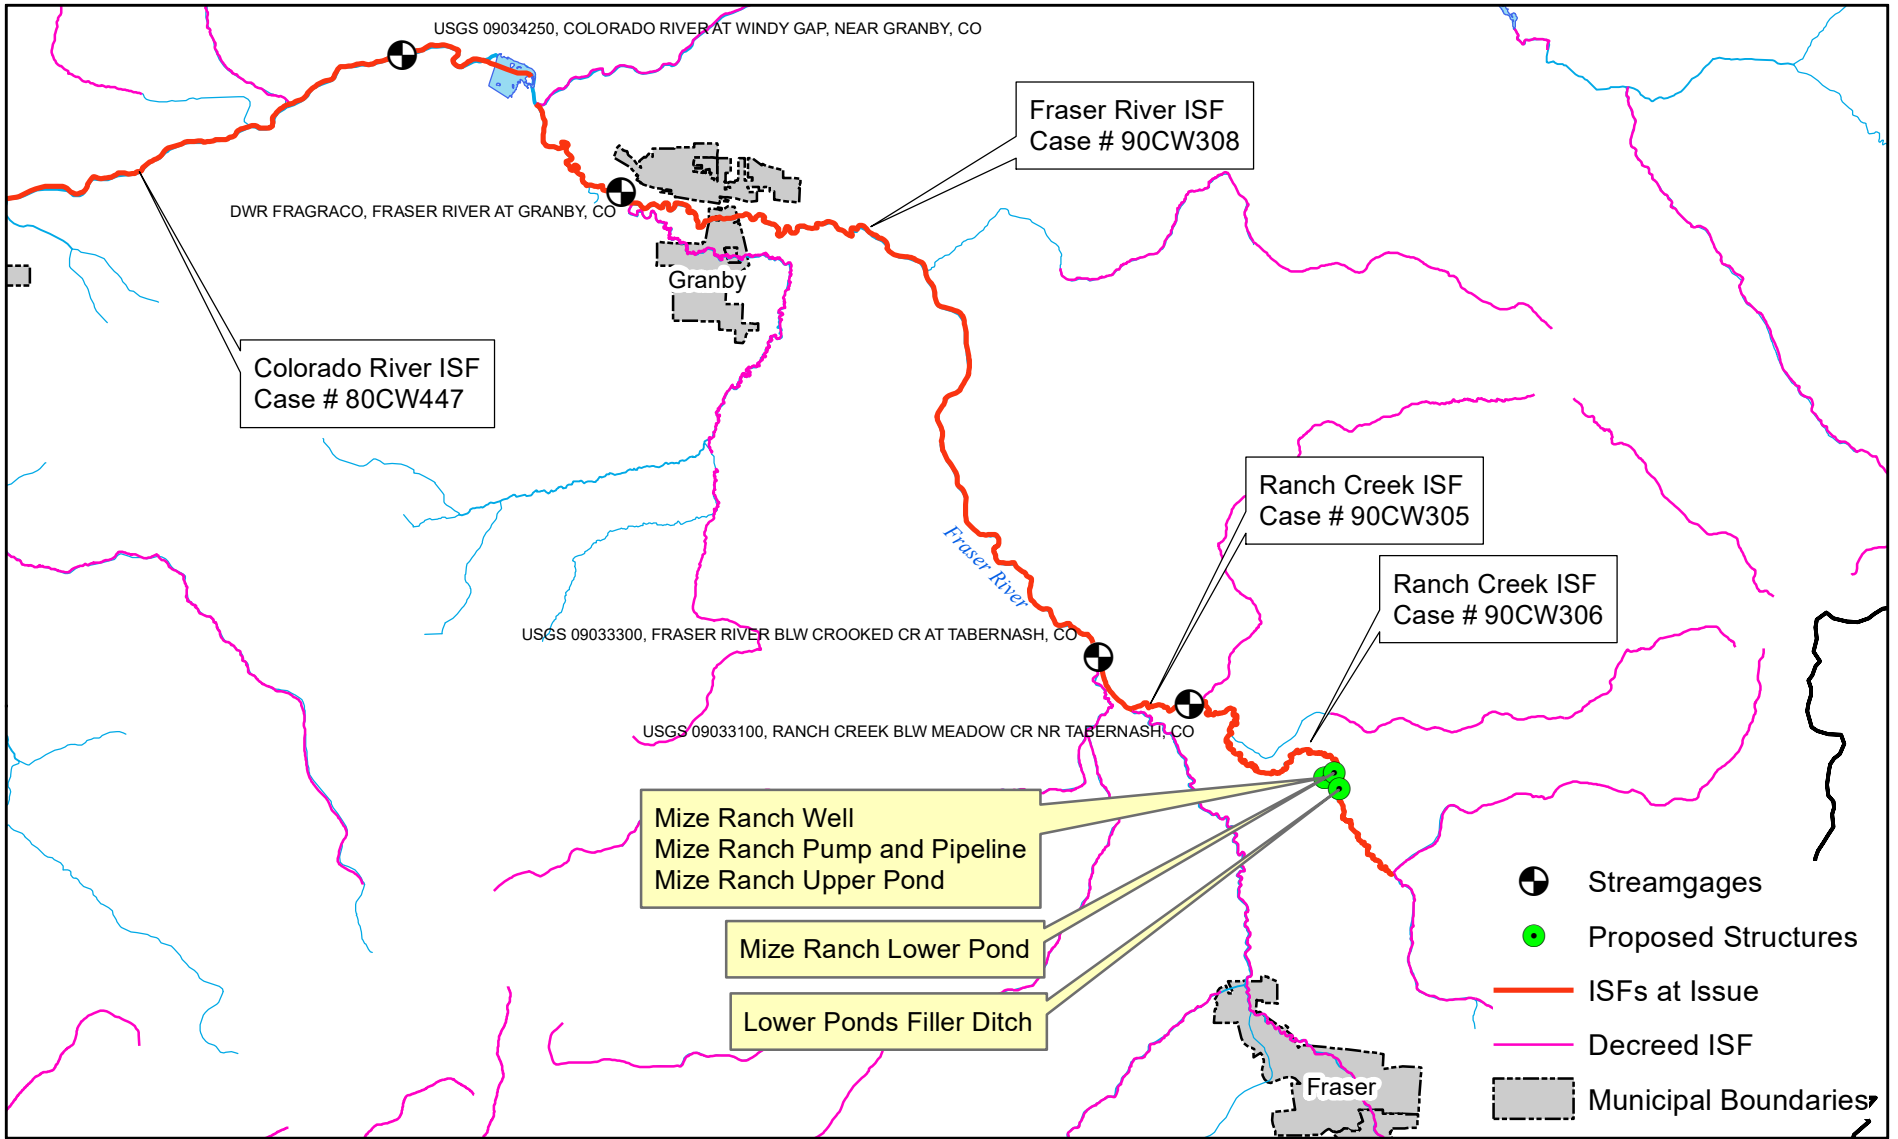 USGS 09034250, COLORADO RIVER AT WINDY GAP, NEAR GRANBY, CO
Fraser River ISF
Case # 90CW308
DWR FRAGRACO, FRASER RIVER AT GRANBY, CO
Granby
Colorado River ISF
Case # 80CW447
Ranch Creek ISF
Case # 90CW305
Fraser River
Ranch Creek ISF
Case # 90CW306
USGS 09033300, FRASER RIVER BLW CROOKED CR AT TABERNASH, CO
USGS 09033100, RANCH CREEK BLW MEADOW CR NR TABERNASH, CO
Mize Ranch Well
Mize Ranch Pump and Pipeline
Mize Ranch Upper Pond
Mize Ranch Lower Pond
Lower Ponds Filler Ditch
Fraser
Streamgages
Proposed Structures
ISFs at Issue
Decreed ISF
Municipal Boundaries